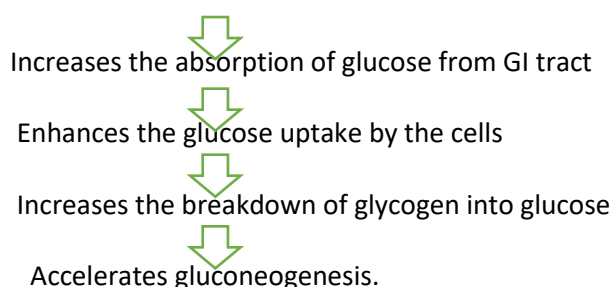 Increases the absorption of glucose from GI tract
Enhances the glucose uptake by the cells
Increases the breakdown of glycogen into glucose
Accelerates gluconeogenesis.